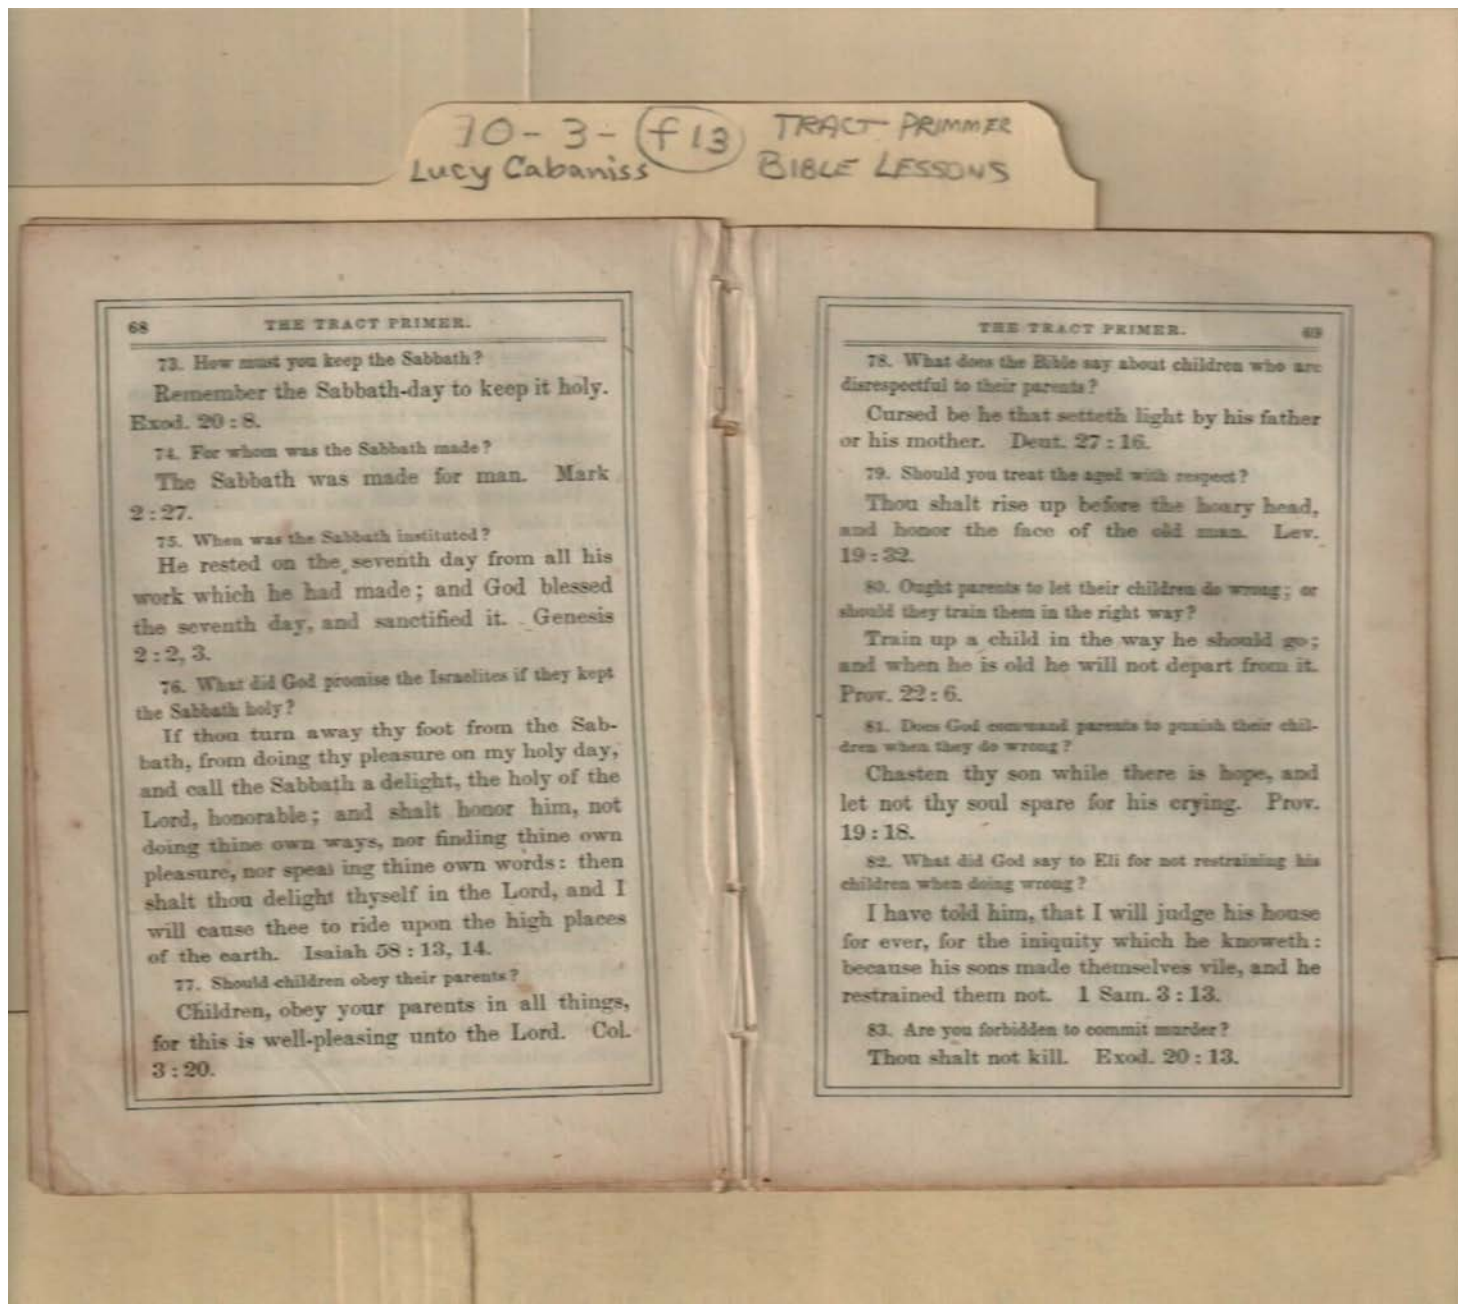 10-3-f13 TRACT PRIMMER
Lucy Cabaniss BIBLE LESSONS
68 THE TRACT PRIMER.
73. How must you keep the Sabbath?
Remember the Sabbath-day to keep it holy.
Exod. 20:8.
74. For whom was the Sabbath made?
The Sabbath was made for man. Mark
2:27.
75. When was the Sabbath instituted?
He rested on the seventh day from all his
work which he had made; and God blessed
the seventh day, and sanctified it. Genesis
2:2, 3.
76. What did God promise the Israelites if they kept
the Sabbath holy?
If thou turn away thy foot from the Sab-
bath, from doing thy pleasure on my holy day,
and call the Sabbath a delight, the holy of the
Lord, honorable; and shalt honor him, not
doing thine own ways, nor finding thine own
pleasure, nor speaking thine own words: then
shalt thou delight thyself in the Lord, and I
will cause thee to ride upon the high places
of the earth. Isaiah 58:13, 14.
77. Should children obey their parents?
Children, obey your parents in all things,
for this is well-pleasing unto the Lord. Col.
3:20.
THE TRACT PRIMER. 69
78. What does the Bible say about children who are
disrespectful to their parents?
Cursed be he that setteth light by his father
or his mother. Deut. 27:16.
79. Should you treat the aged with respect?
Thou shalt rise up before the hoary head,
and honor the face of the old man. Lev.
19:32.
80. Ought parents to let their children do wrong; or
should they train them in the right way?
Train up a child in the way he should go;
and when he is old he will not depart from it.
Prov. 22:6.
81. Does God command parents to punish their chil-
dren when they do wrong?
Chasten thy son while there is hope, and
let not thy soul spare for his crying. Prov.
19:18.
82. What did God say to Eli for not restraining his
children when doing wrong?
I have told him, that I will judge his house
for ever, for the iniquity which he knoweth:
because his sons made themselves vile, and he
restrained them not. 1 Sam. 3:13.
83. Are you forbidden to commit murder?
Thou shalt not kill. Exod. 20:13.